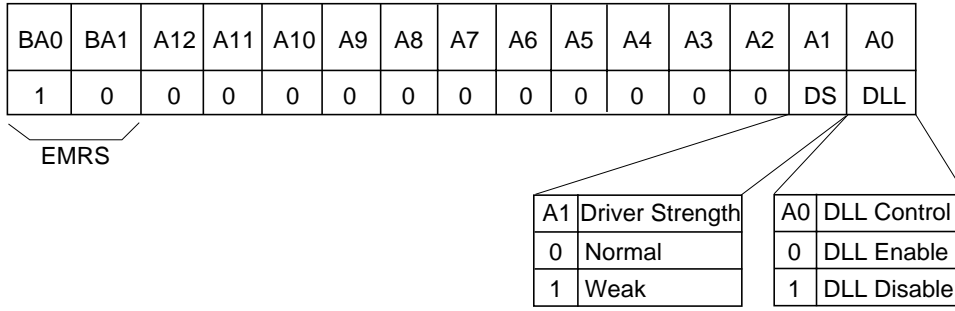 BA0 BA1 A12 A11 A10 A9 A8 A7 A6 A5 A4 A3 A2 A1 A0
1 0 0 0 0 0 0 0 0 0 0 0 0 DS DLL
EMRS
A1 Driver Strength
0 Normal
1 Weak
A0 DLL Control
0 DLL Enable
1 DLL Disable